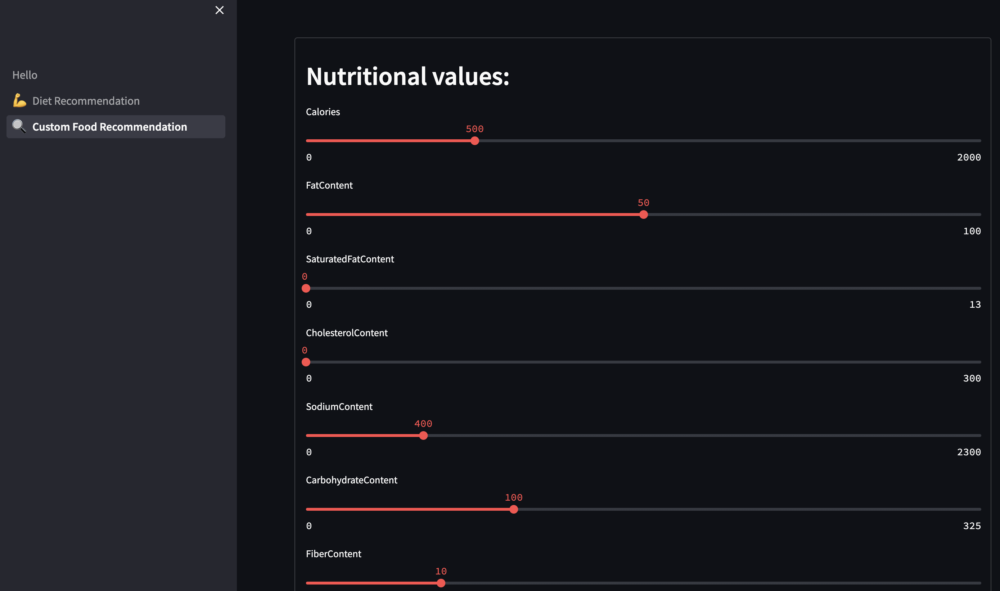 Hello
Diet Recommendation
Custom Food Recommendation
Nutritional values:
Calories
500
0 2000
FatContent
50
0 100
SaturatedFatContent
0
0 13
CholesterolContent
0
0 300
SodiumContent
400
0 2300
CarbohydrateContent
100
0 325
FiberContent
10